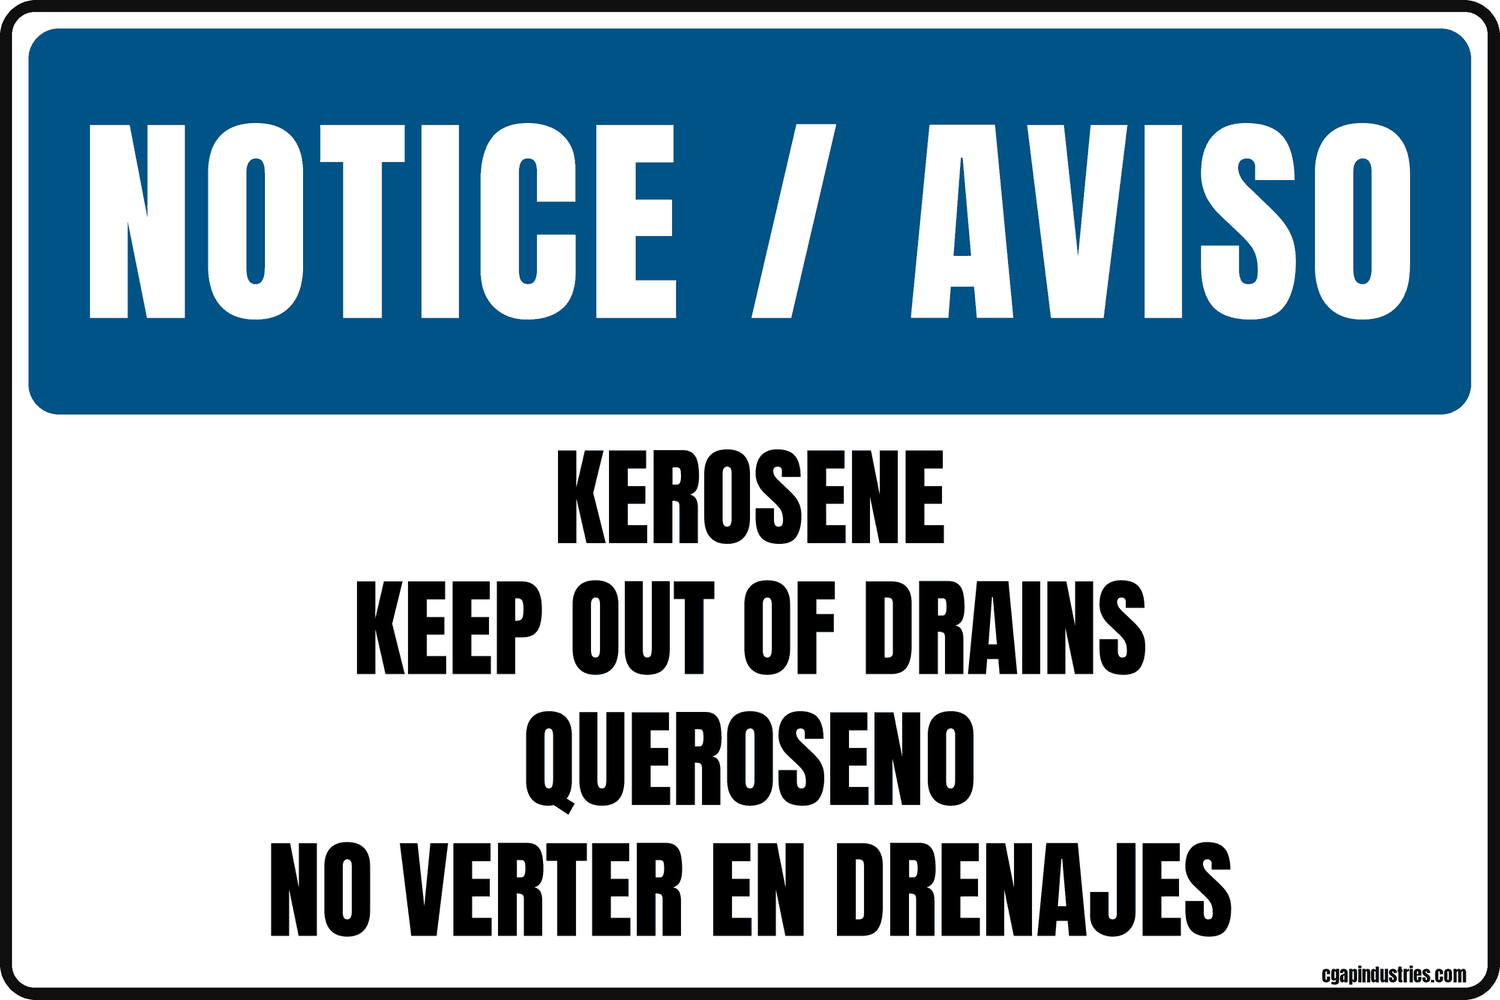 NOTICE / AVISO
KEROSENE
KEEP OUT OF DRAINS
QUEROSENO
NO VERTER EN DRENAJES
cgapindustries.com